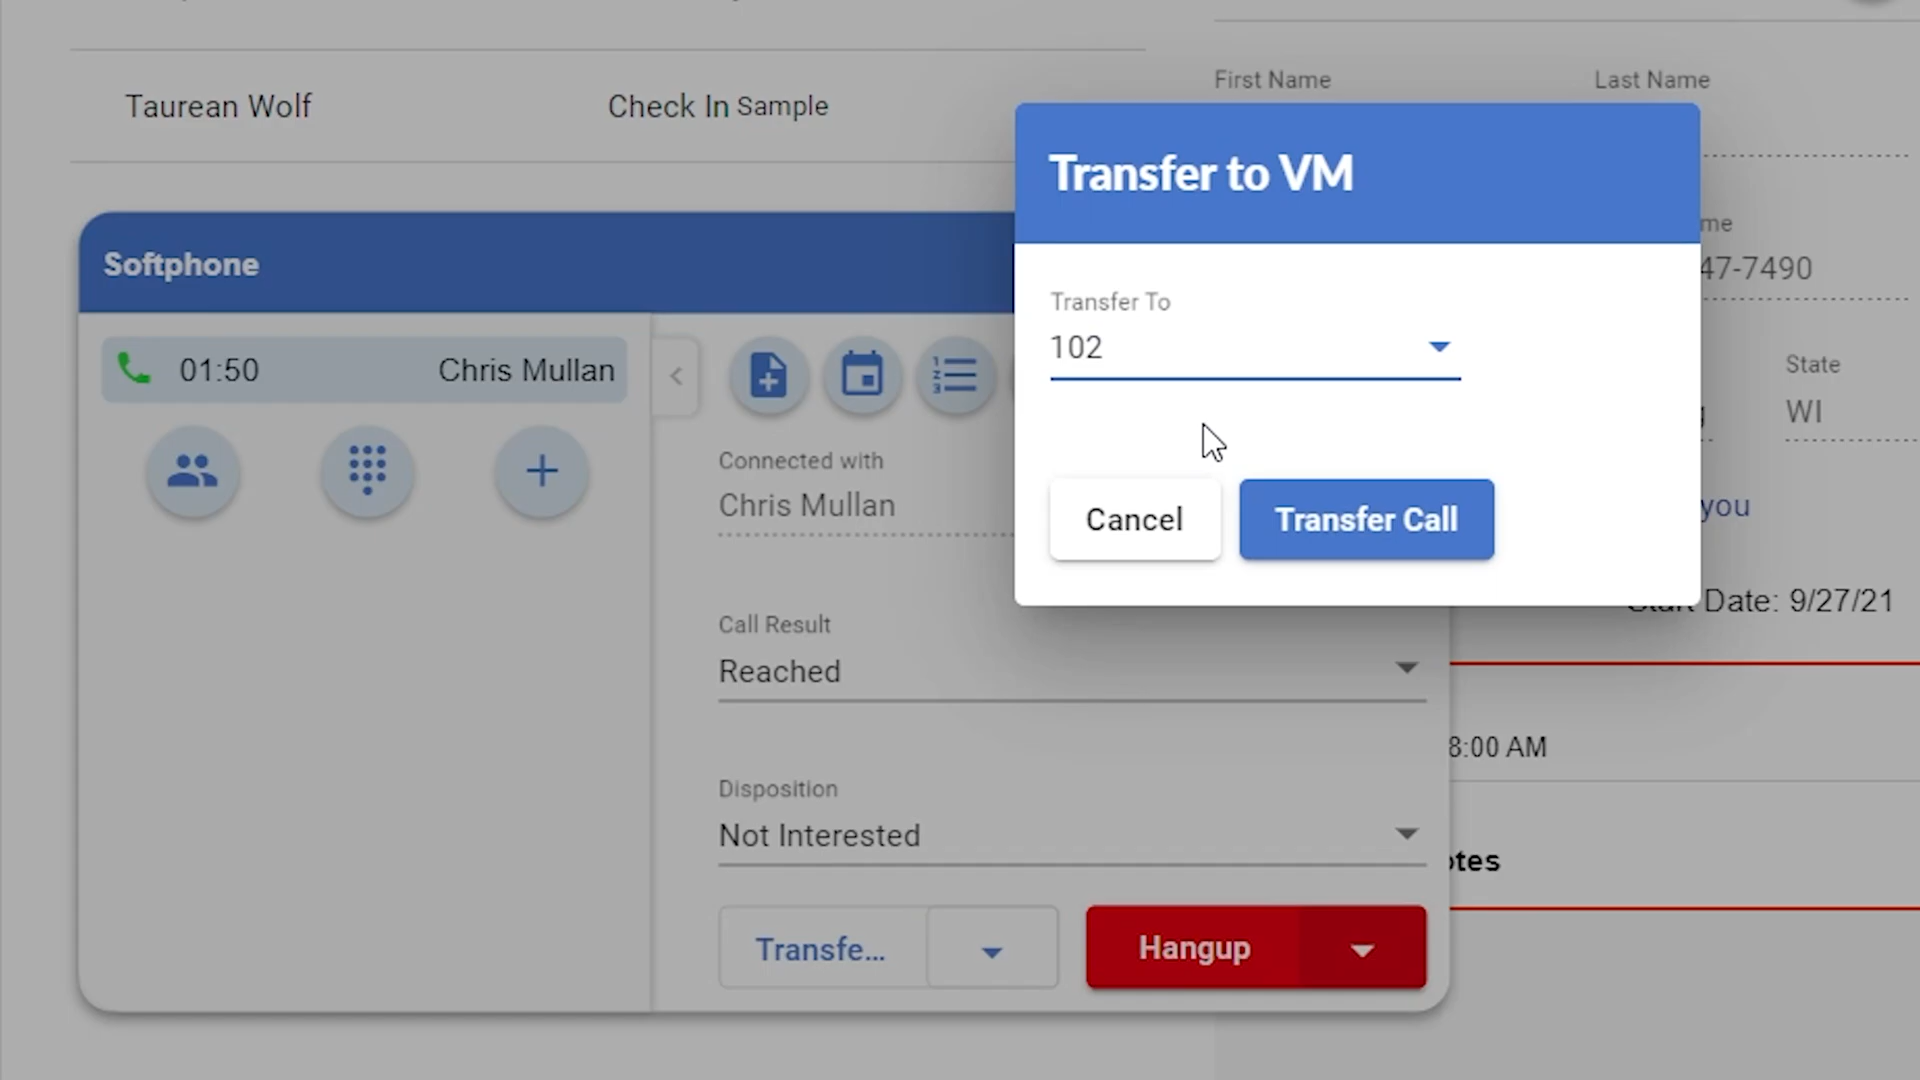 First Name
Last Name
Taurean Wolf
Check In Sample
Transfer to VM
Softphone
47-7490
Transfer To
102
01:50
Chris Mullan
State
WI
Connected with
Chris Mullan
you
Cancel
Transfer Call
Date: 9/27/21
Call Result
Reached
8:00 AM
Disposition
Not Interested
Transfe...
Hangup